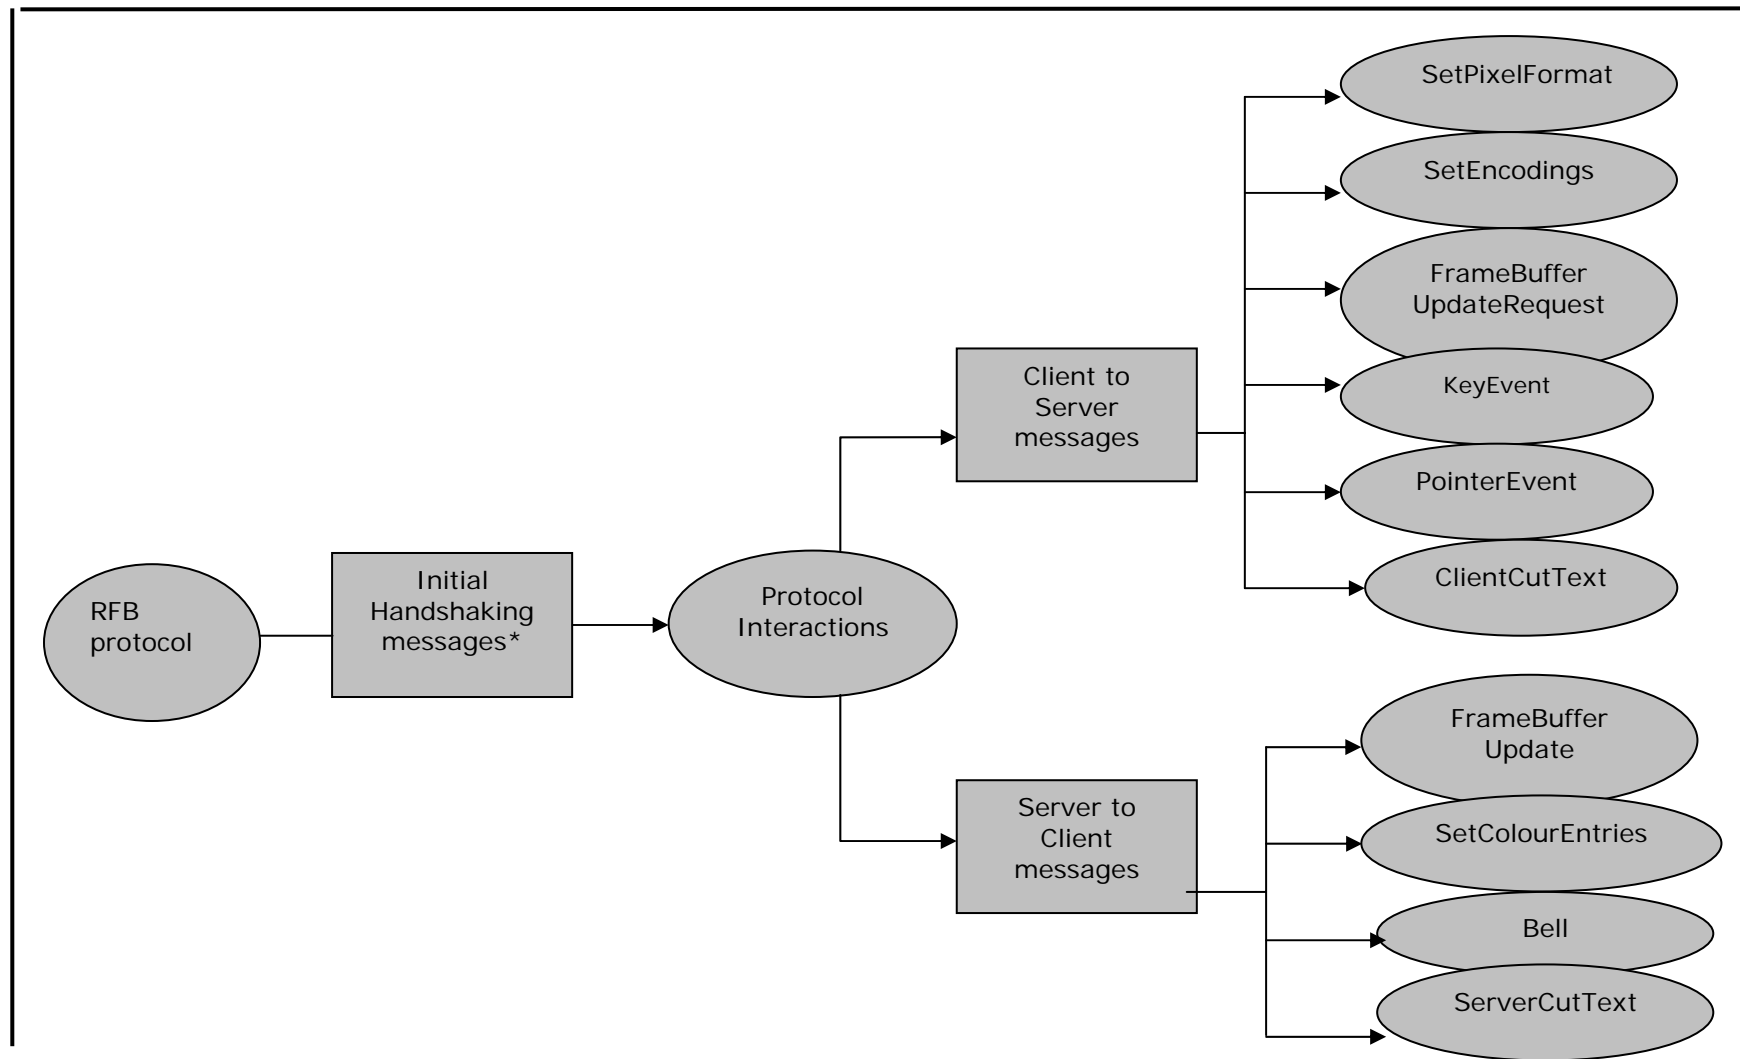 RFB
protocol
Initial
Handshaking
messages*
Protocol
Interactions
Client to
Server
messages
SetPixelFormat
SetEncodings
FrameBuffer
UpdateRequest
KeyEvent
PointerEvent
ClientCutText
Server to
Client
messages
FrameBuffer
Update
SetColourEntries
Bell
ServerCutText